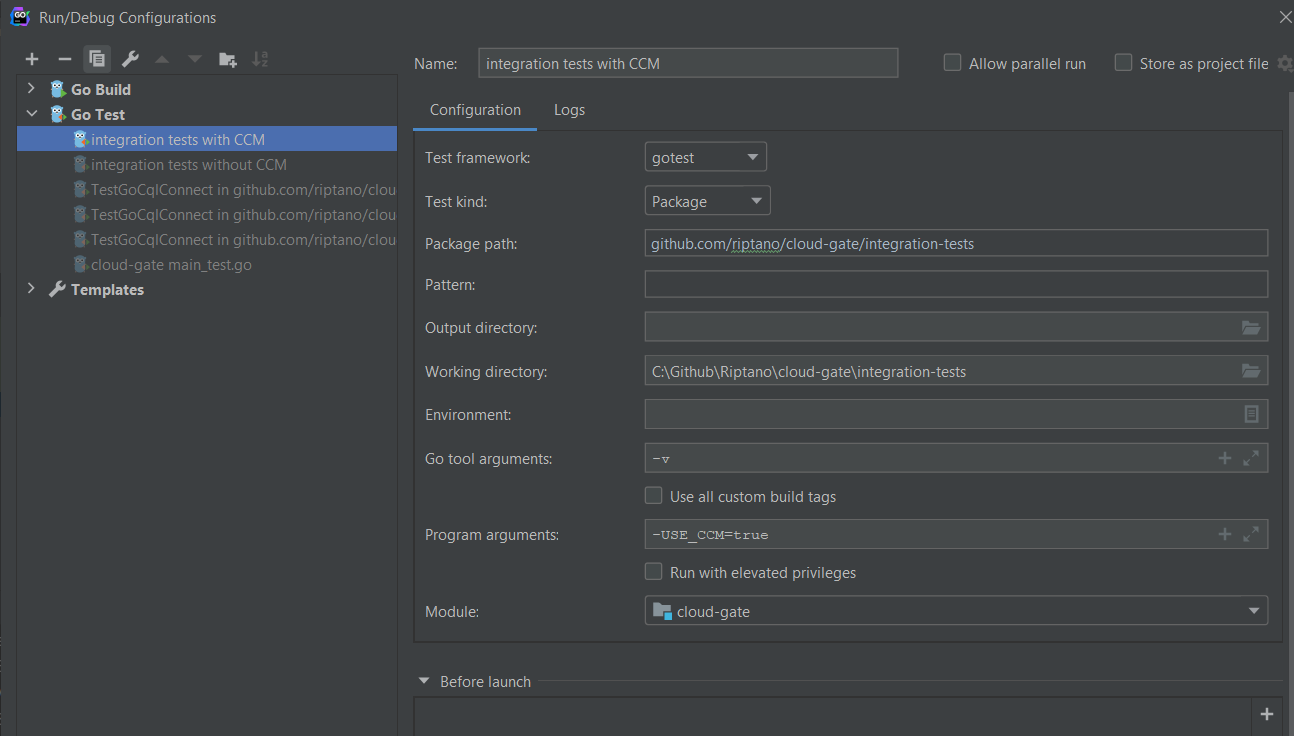 GO
Run/Debug Configurations
Name: integration tests with CCM Allow parallel run Store as project file
Go Build
Go Test
integration tests with CCM
integration tests without CCM
TestGoCqlConnect in github.com/riptano/clou
TestGoCqlConnect in github.com/riptano/clou
TestGoCqlConnect in github.com/riptano/clou
cloud-gate main_test.go
Templates
Configuration Logs
Test framework: gotest
Test kind: Package
Package path: github.com/riptano/cloud-gate/integration-tests
Pattern:
Output directory:
Working directory: C:\Github\Riptano\cloud-gate\integration-tests
Environment:
Go tool arguments: -v
Use all custom build tags
Program arguments: -USE_CCM=true
Run with elevated privileges
Module: cloud-gate
Before launch